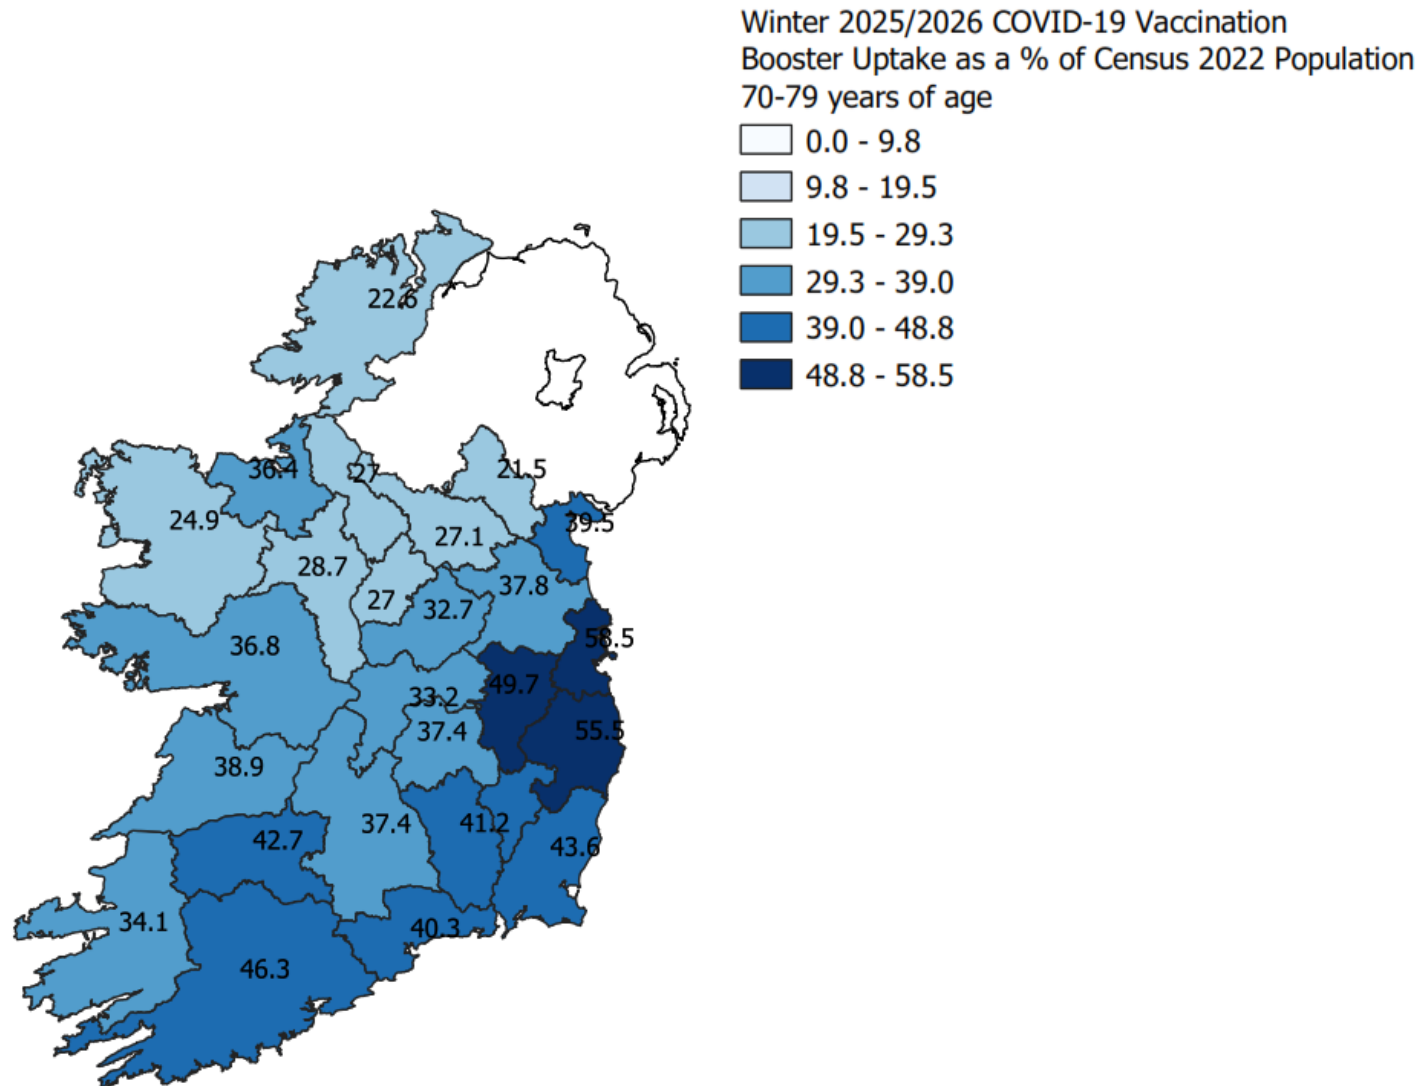 Winter 2025/2026 COVID-19 Vaccination
Booster Uptake as a % of Census 2022 Population
70-79 years of age
0.0 - 9.8
9.8 - 19.5
19.5 - 29.3
29.3 - 39.0
39.0 - 48.8
48.8 - 58.5
22.6
36.4
27
21.5
24.9
39.5
27.1
28.7
37.8
27
32.7
36.8
58.5
33.2
49.7
37.4
55.5
38.9
37.4
41.2
42.7
43.6
34.1
40.3
46.3